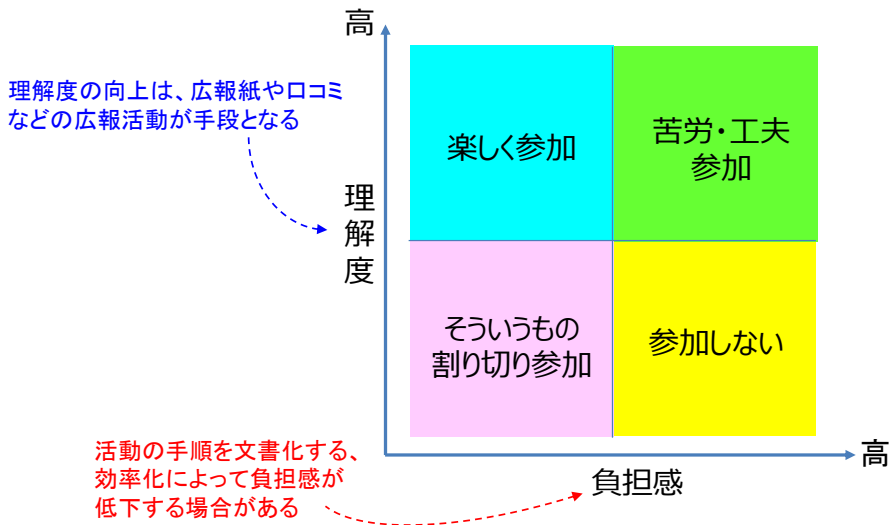 高
理解度の向上は、広報紙や口コミ
などの広報活動が手段となる
楽しく参加
苦労・工夫
参加
理解度
そういうもの
割り切り参加
参加しない
活動の手順を文書化する、
効率化によって負担感が
低下する場合がある
負担感
高